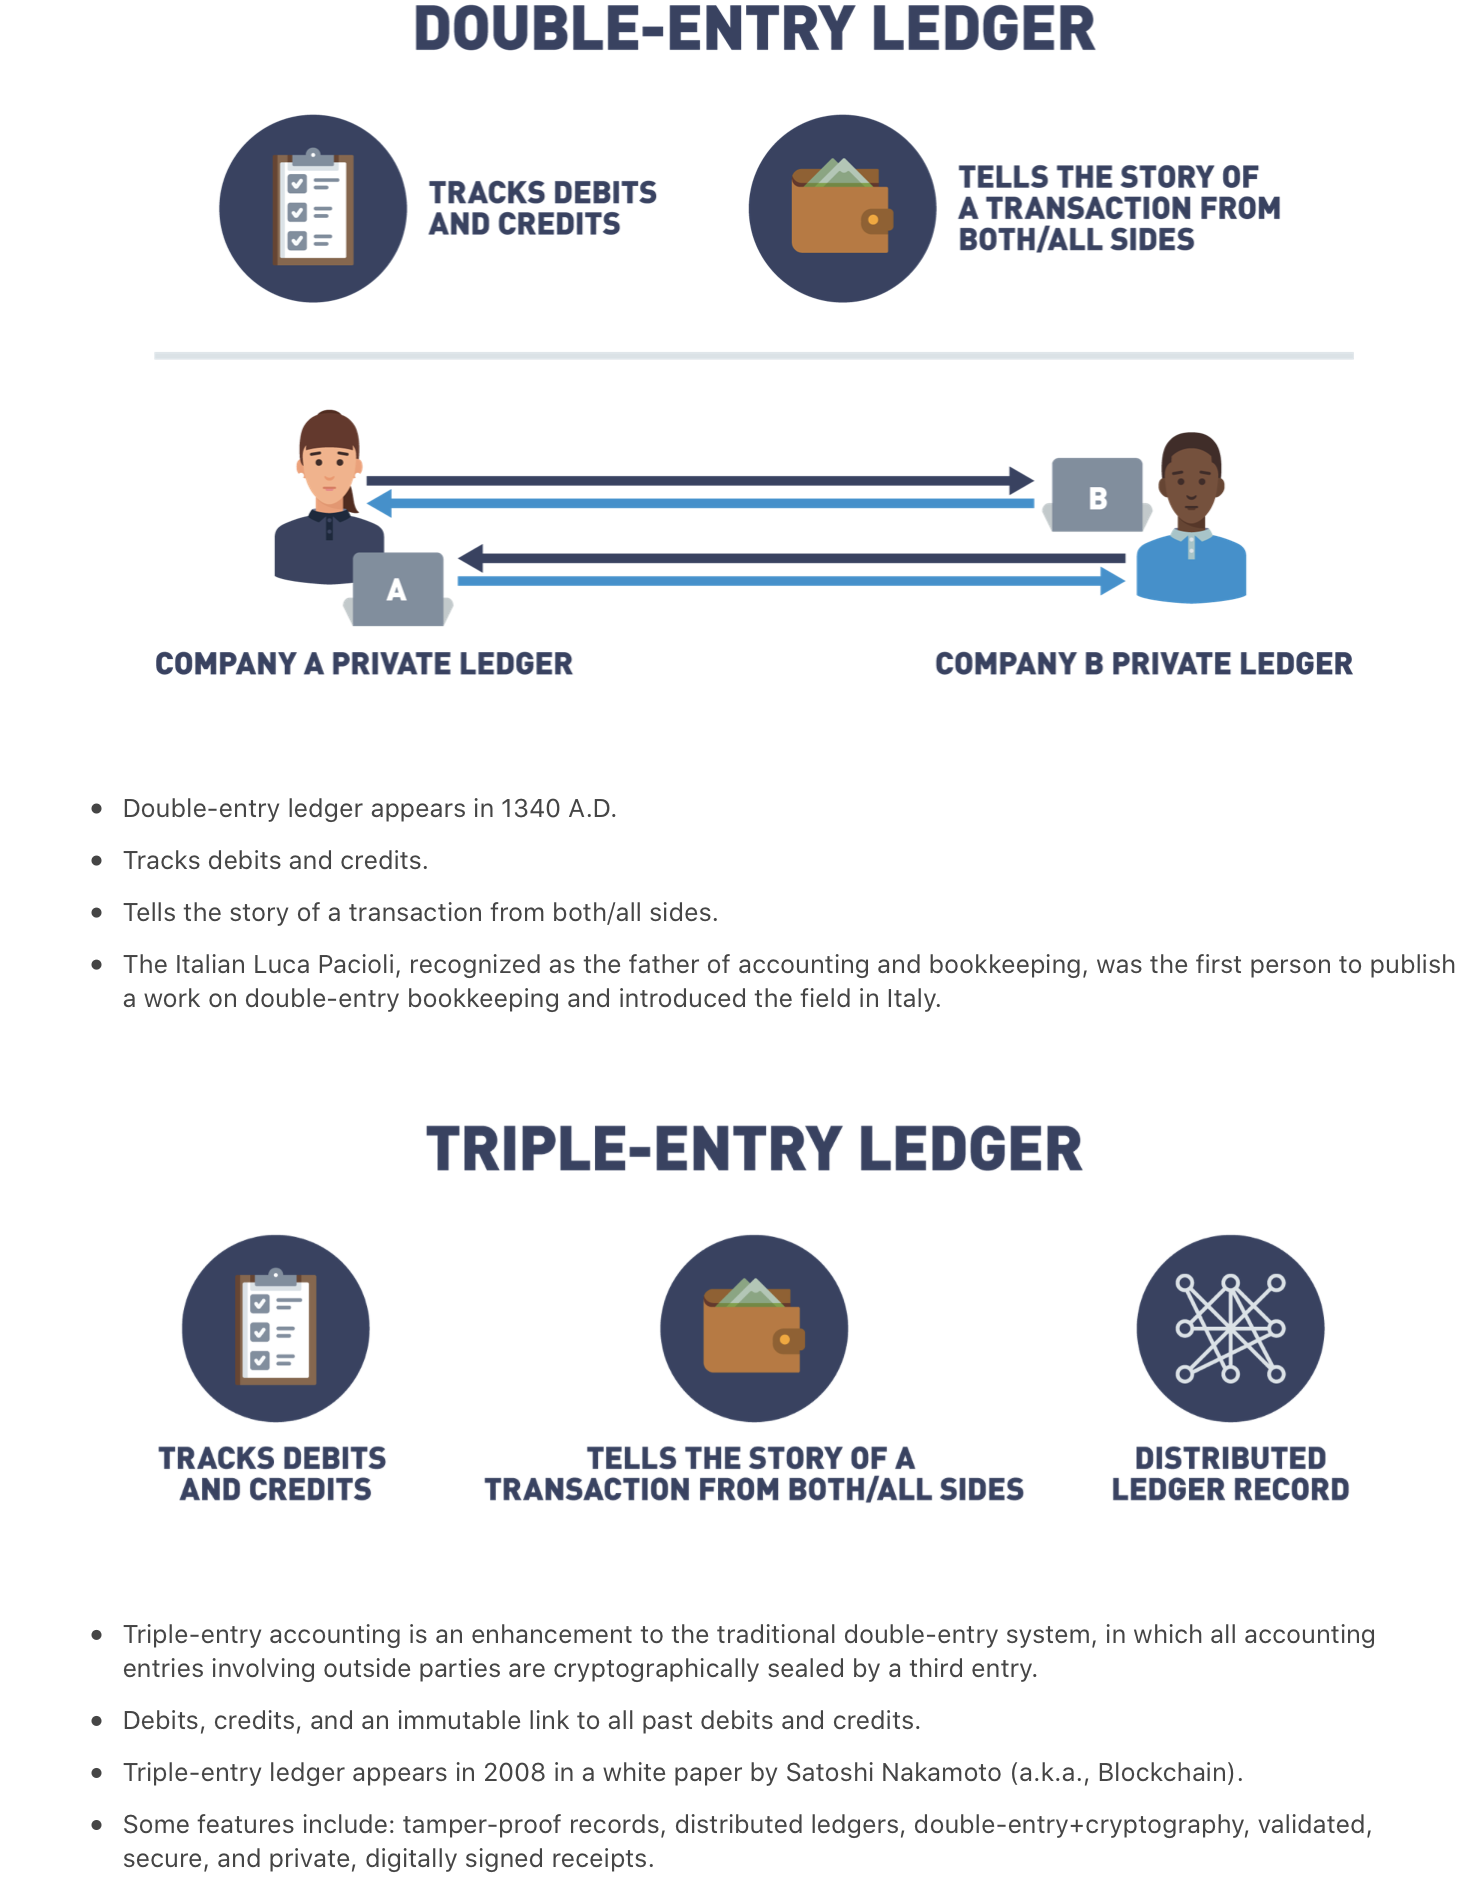 DOUBLE-ENTRY LEDGER
TRACKS DEBITS
AND CREDITS
TELLS THE STORY OF
A TRANSACTION FROM
BOTH/ALL SIDES
B
A
COMPANY A PRIVATE LEDGER
COMPANY B PRIVATE LEDGER
• Double-entry ledger appears in 1340 A.D.
• Tracks debits and credits.
• Tells the story of a transaction from both/all sides.
• The Italian Luca Pacioli, recognized as the father of accounting and bookkeeping, was the first person to publish
a work on double-entry bookkeeping and introduced the field in Italy.
TRIPLE-ENTRY LEDGER
TRACKS DEBITS
AND CREDITS
TELLS THE STORY OF A
TRANSACTION FROM BOTH/ALL SIDES
DISTRIBUTED
LEDGER RECORD
• Triple-entry accounting is an enhancement to the traditional double-entry system, in which all accounting
entries involving outside parties are cryptographically sealed by a third entry.
• Debits, credits, and an immutable link to all past debits and credits.
• Triple-entry ledger appears in 2008 in a white paper by Satoshi Nakamoto (a.k.a., Blockchain).
• Some features include: tamper-proof records, distributed ledgers, double-entry+cryptography, validated,
secure, and private, digitally signed receipts.